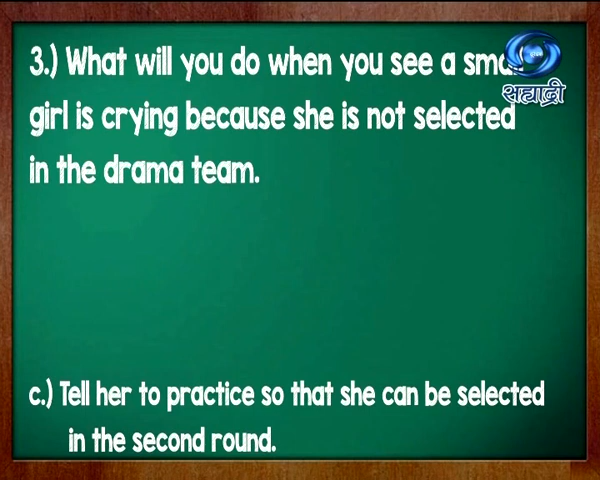 3.) What will you do when you see a small
girl is crying because she is not selected
in the drama team.
सह्याद्री
c.) Tell her to practice so that she can be selected
in the second round.